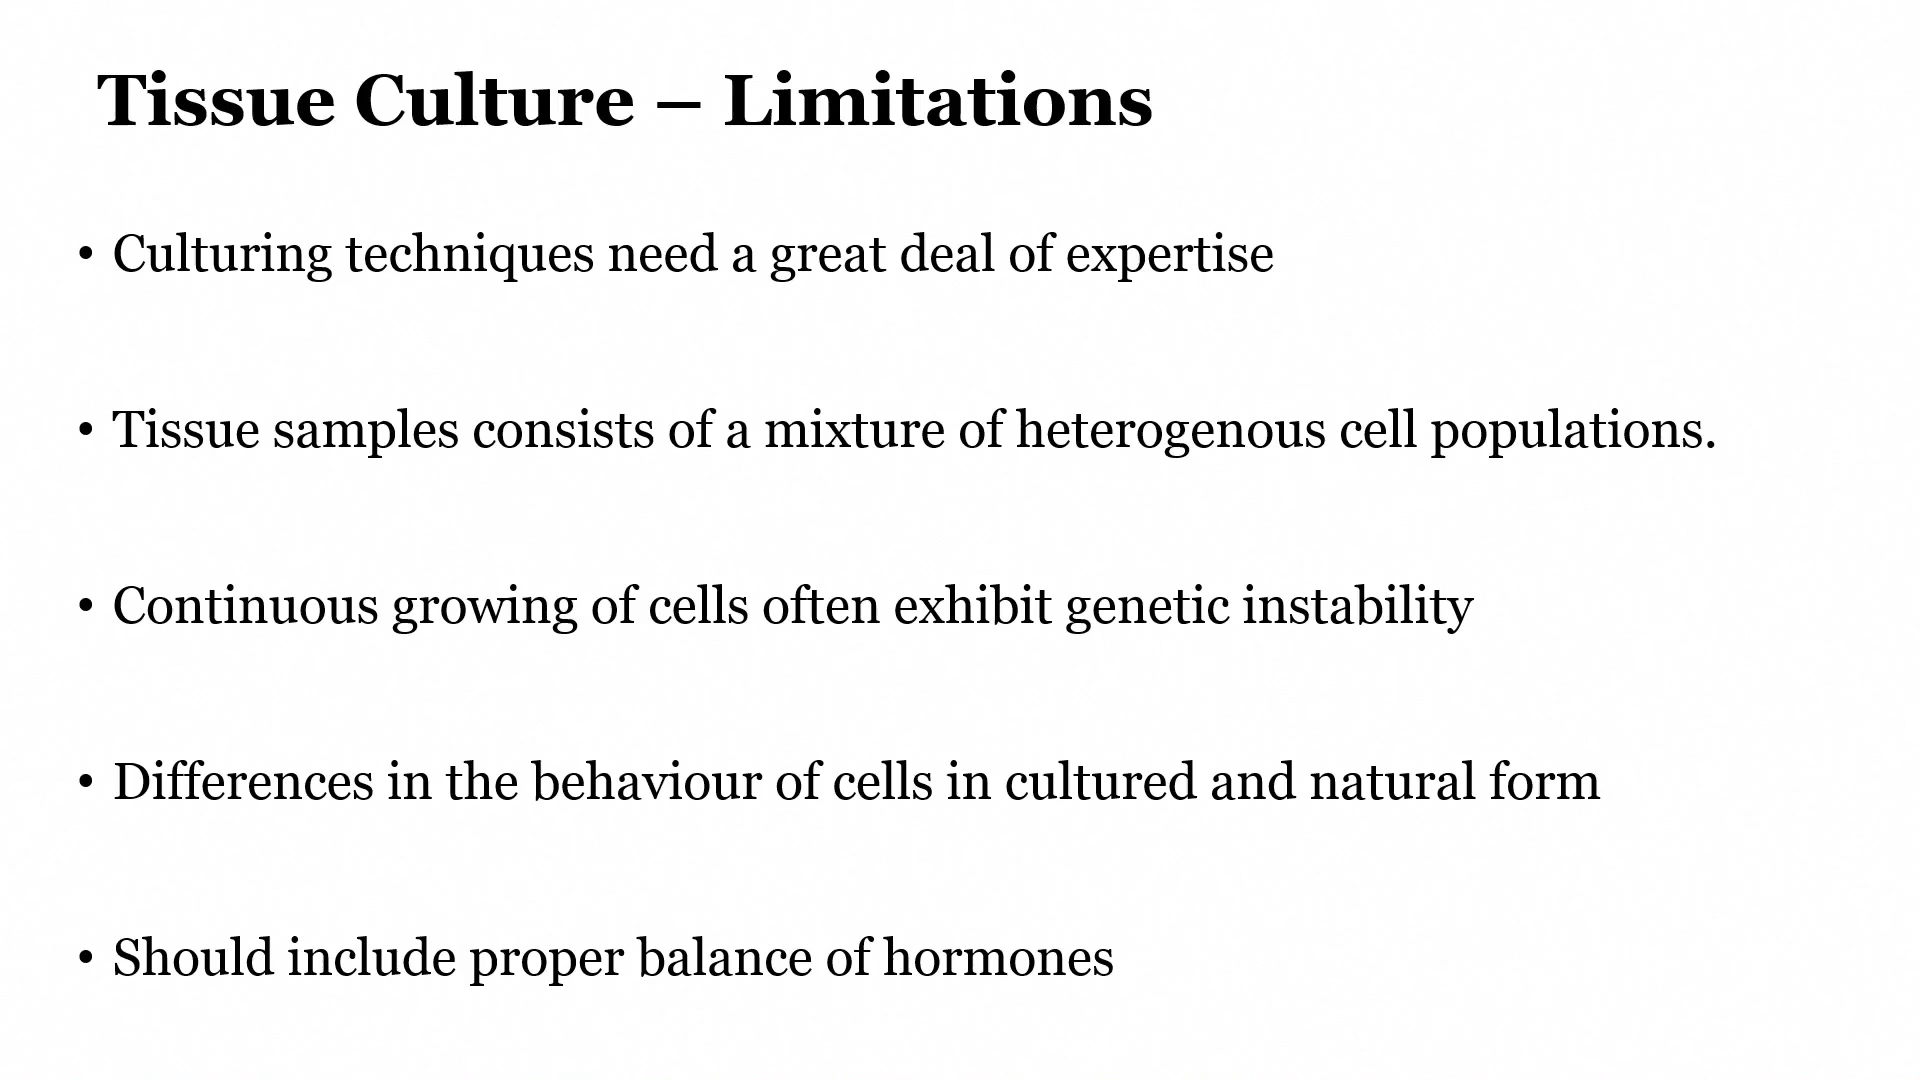 Tissue Culture – Limitations
• Culturing techniques need a great deal of expertise
• Tissue samples consists of a mixture of heterogenous cell populations.
• Continuous growing of cells often exhibit genetic instability
• Differences in the behaviour of cells in cultured and natural form
• Should include proper balance of hormones